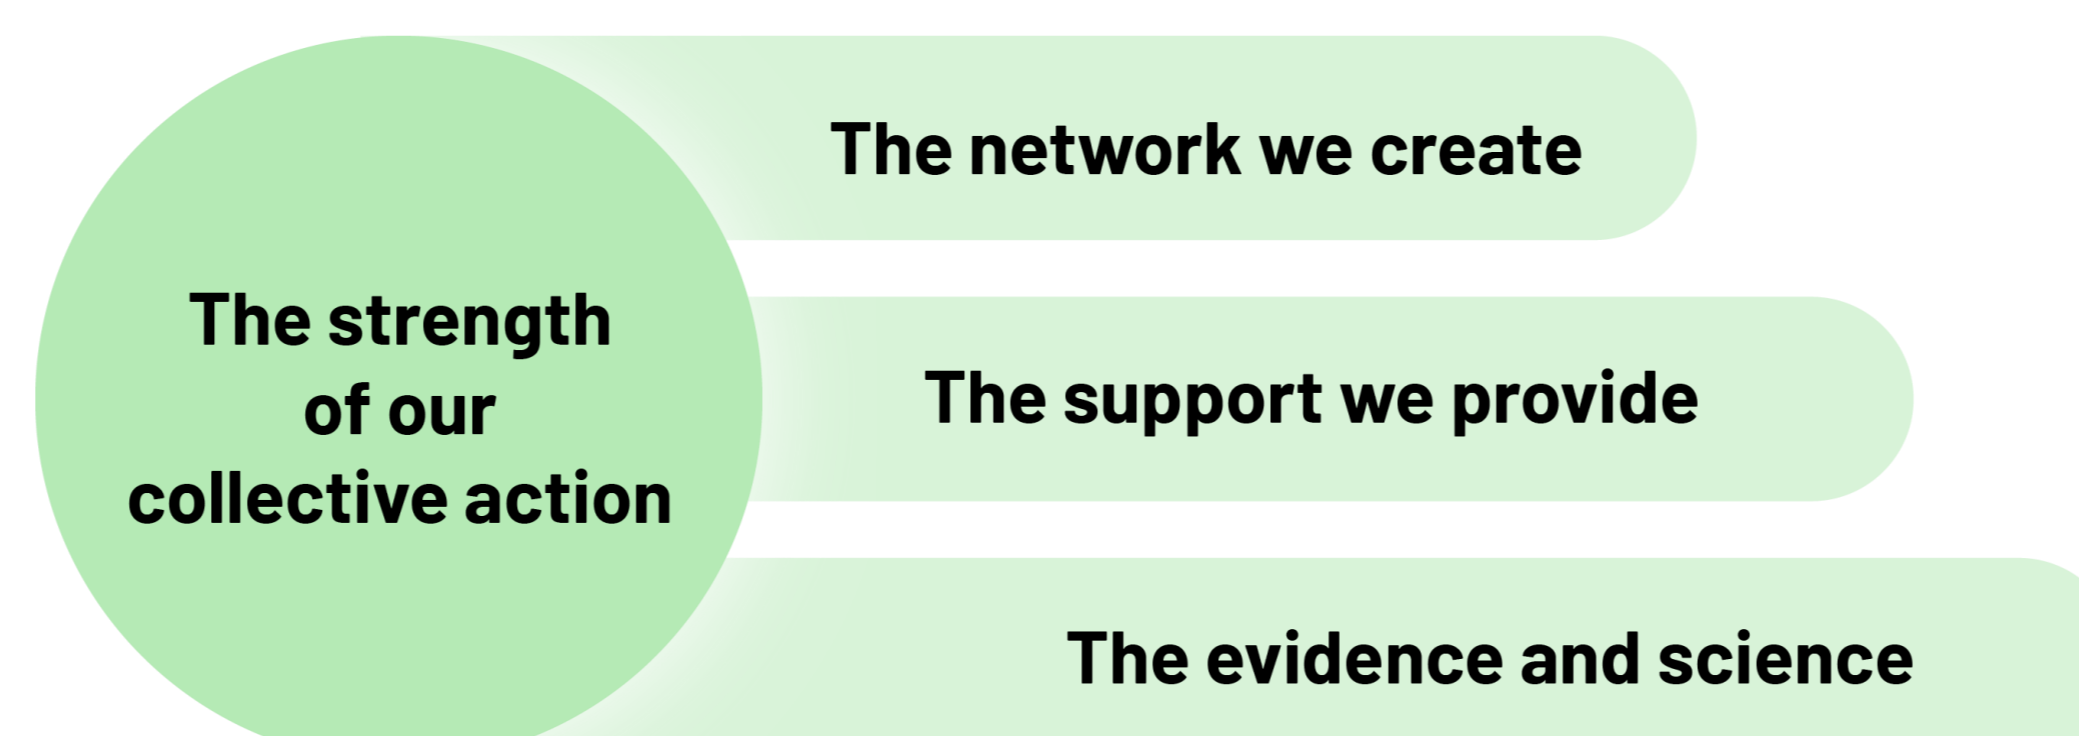 The strength
of our
collective action
The network we create
The support we provide
The evidence and science